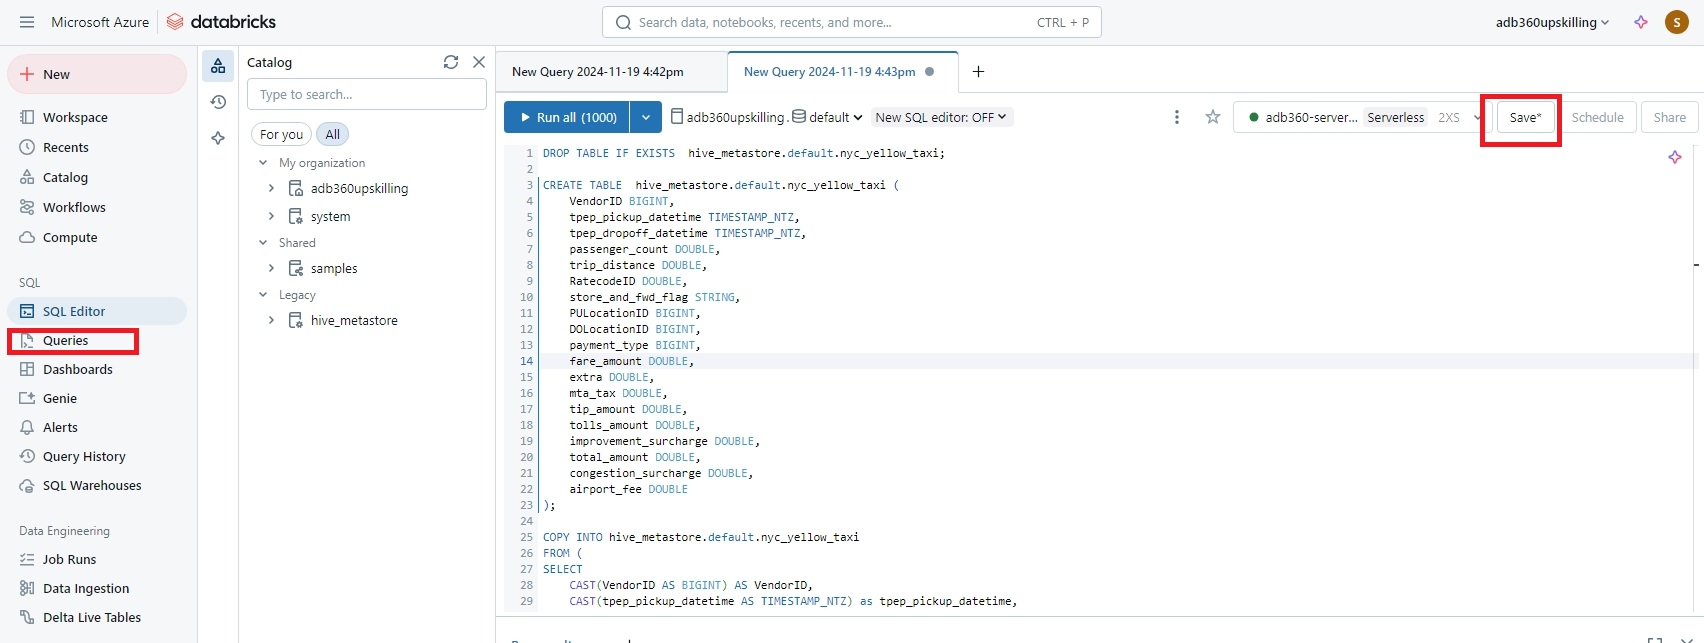 Microsoft Azure databricks
Search data, notebooks, recents, and more... CTRL + P
adb360upskilling
S
New
Workspace
Recents
Catalog
Workflows
Compute
SQL
SQL Editor
Queries
Dashboards
Genie
Alerts
Query History
SQL Warehouses
Data Engineering
Job Runs
Data Ingestion
Delta Live Tables
Catalog
Type to search...
For you All
My organization
adb360upskilling
system
Shared
samples
Legacy
hive_metastore
New Query 2024-11-19 4:42pm
New Query 2024-11-19 4:43pm
Run all (1000) adb360upskilling. default New SQL editor: OFF
adb360-server... Serverless 2XS Save* Schedule Share
1 DROP TABLE IF EXISTS  hive_metastore.default.nyc_yellow_taxi;
2
3 CREATE TABLE  hive_metastore.default.nyc_yellow_taxi (
4     VendorID BIGINT,
5     tpep_pickup_datetime TIMESTAMP_NTZ,
6     tpep_dropoff_datetime TIMESTAMP_NTZ,
7     passenger_count DOUBLE,
8     trip_distance DOUBLE,
9     RatecodeID DOUBLE,
10     store_and_fwd_flag STRING,
11     PULocationID BIGINT,
12     DOLocationID BIGINT,
13     payment_type BIGINT,
14     fare_amount DOUBLE,
15     extra DOUBLE,
16     mta_tax DOUBLE,
17     tip_amount DOUBLE,
18     tolls_amount DOUBLE,
19     improvement_surcharge DOUBLE,
20     total_amount DOUBLE,
21     congestion_surcharge DOUBLE,
22     airport_fee DOUBLE
23 );
24
25 COPY INTO hive_metastore.default.nyc_yellow_taxi
26 FROM (
27 SELECT
28     CAST(VendorID AS BIGINT) AS VendorID,
29     CAST(tpep_pickup_datetime AS TIMESTAMP_NTZ) as tpep_pickup_datetime,